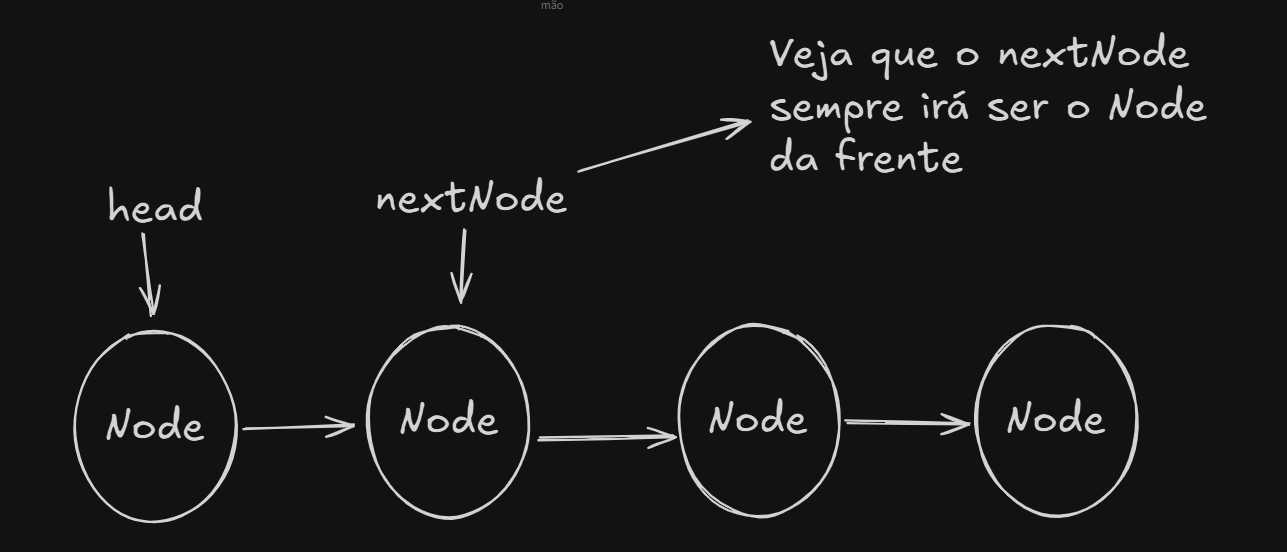 mão
Veja que o nextNode
sempre irá ser o Node
da frente
head
nextNode
Node
Node
Node
Node